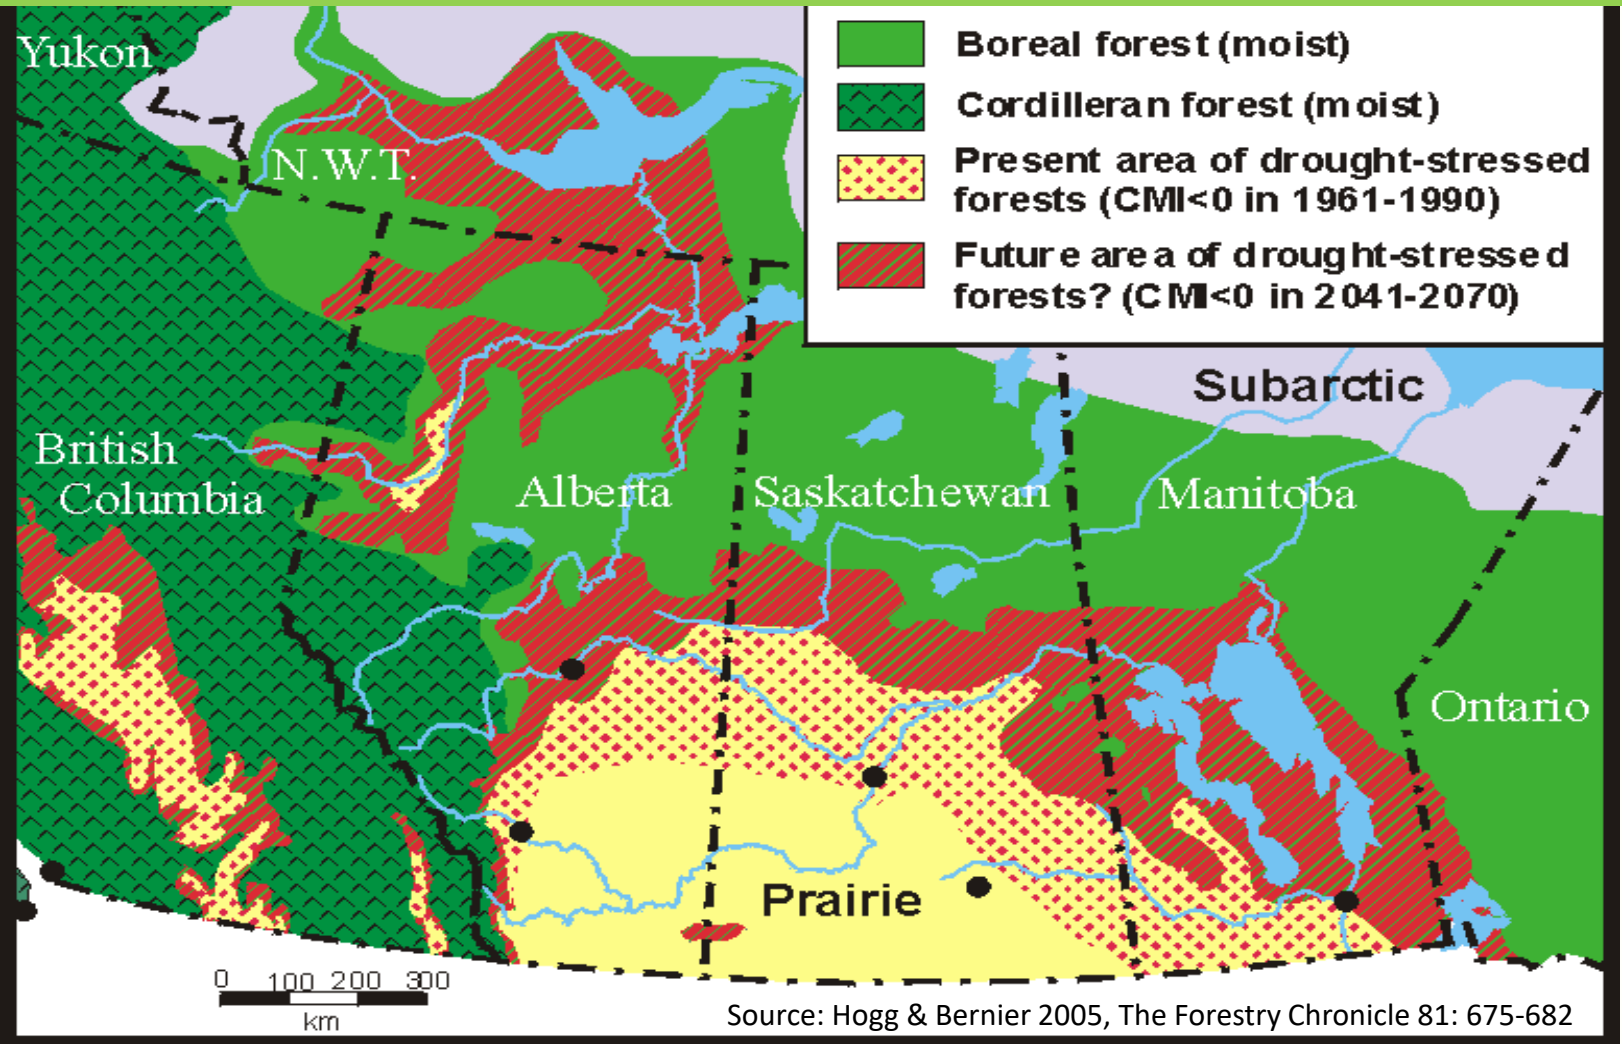 Yukon
N.W.T.
Boreal forest (moist)
Cordilleran forest (moist)
Present area of drought-stressed
forests (CMI<0 in 1961-1990)
Future area of drought-stressed
forests? (CMI<0 in 2041-2070)
Subarctic
British
Columbia
Alberta
Saskatchewan
Manitoba
Ontario
Prairie
0 100 200 300
km
Source: Hogg & Bernier 2005, The Forestry Chronicle 81: 675-682